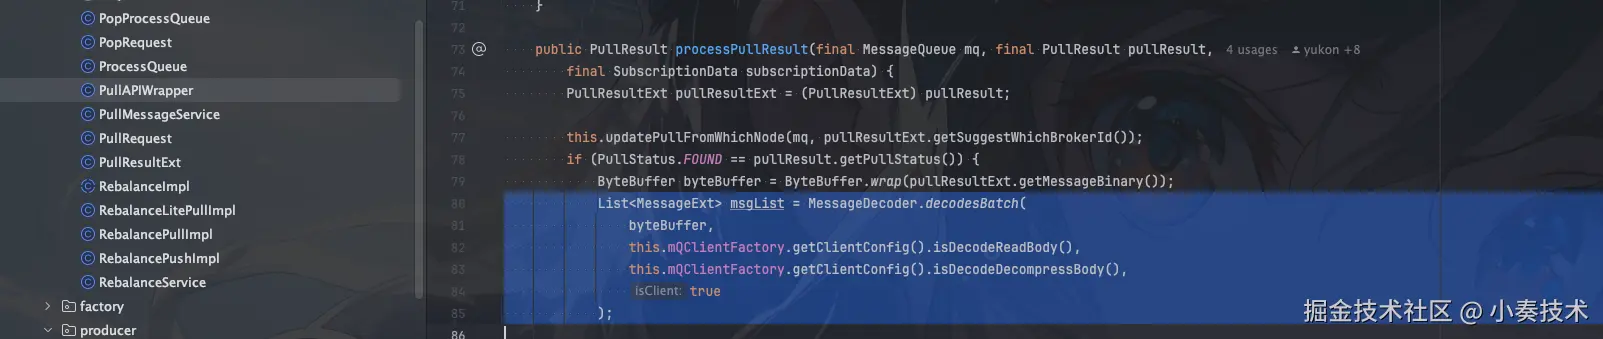 PopProcessQueue
PopRequest
ProcessQueue
PullAPIWrapper
PullMessageService
PullRequest
PullResultExt
RebalanceImpl
RebalanceLitePullImpl
RebalancePullImpl
RebalancePushImpl
RebalanceService
factory
producer
71 }
72
73 @ public PullResult processPullResult(final MessageQueue mq, final PullResult pullResult, 4 usages yukon +8
74 final SubscriptionData subscriptionData) {
75 PullResultExt pullResultExt = (PullResultExt) pullResult;
76
77 this.updatePullFromWhichNode(mq, pullResultExt.getSuggestWhichBrokerId());
78 if (PullStatus.FOUND == pullResult.getPullStatus()) {
79 ByteBuffer byteBuffer = ByteBuffer.wrap(pullResultExt.getMessageBinary());
80 List<MessageExt> msgList = MessageDecoder.decodesBatch(
81 byteBuffer,
82 this.mQClientFactory.getClientConfig().isDecodeReadBody(),
83 this.mQClientFactory.getClientConfig().isDecodeDecompressBody(),
84 isClient: true
85 );
86
掘金技术社区 @ 小奏技术